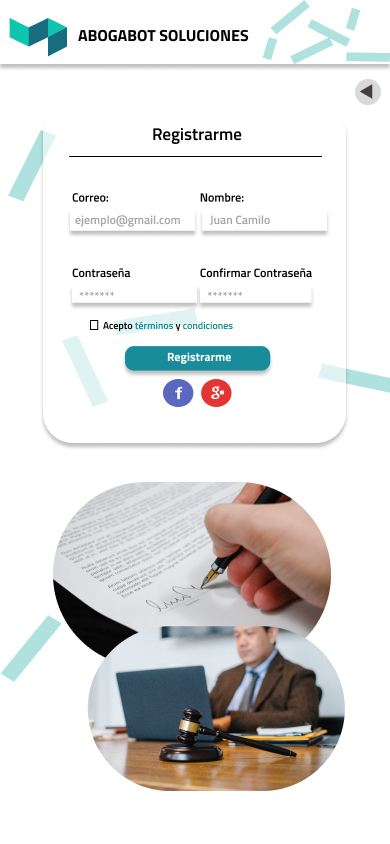 ABOGABOT SOLUCIONES
Registrarme
Correo: Nombre:
ejemplo@gmail.com Juan Camilo
Contraseña Confirmar Contraseña
******* *******
Acepto términos y condiciones
Registrarme
f g+